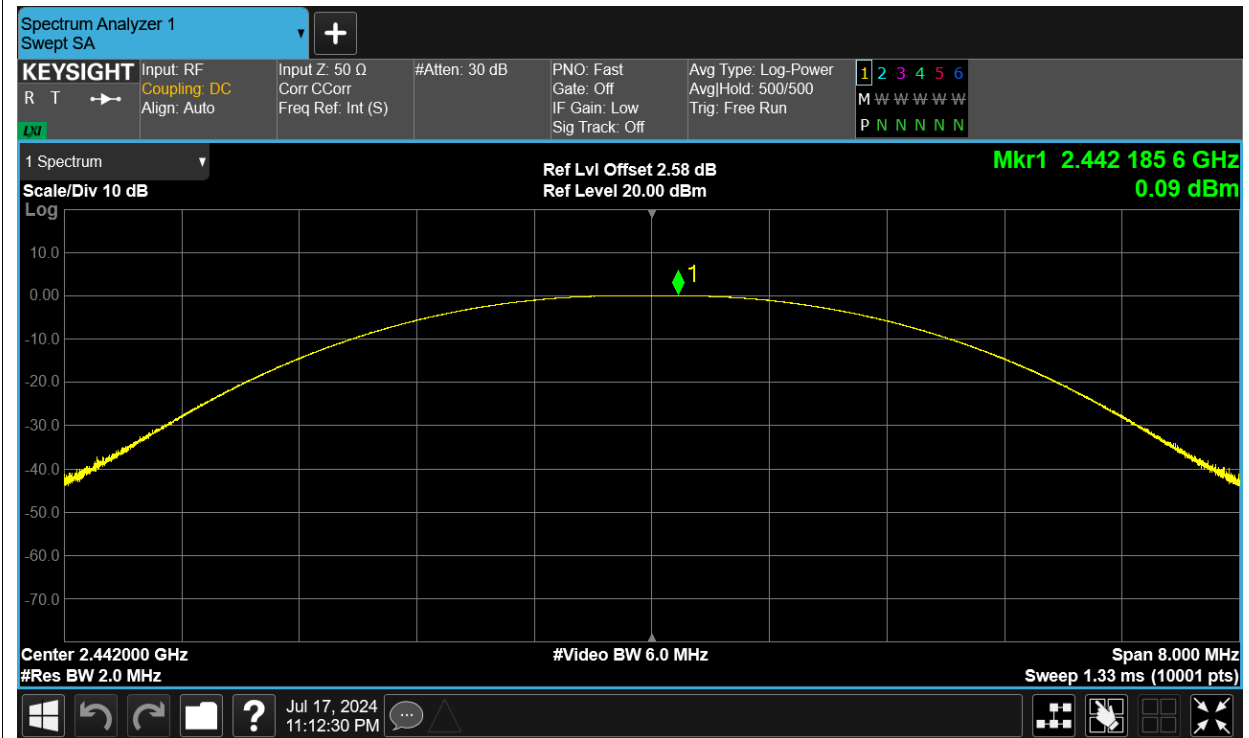 Spectrum Analyzer 1
Swept SA
KEYSIGHT
R T
LXI
Input: RF
Coupling: DC
Align: Auto
Input Z: 50 Ω
Corr CCorr
Freq Ref: Int (S)
#Atten: 30 dB
PNO: Fast
Gate: Off
IF Gain: Low
Sig Track: Off
Avg Type: Log-Power
Avg|Hold: 500/500
Trig: Free Run
1 2 3 4 5 6
M W W W W W
P N N N N N
1 Spectrum
Scale/Div 10 dB
Ref Lvl Offset 2.58 dB
Ref Level 20.00 dBm
Mkr1 2.442 185 6 GHz
0.09 dBm
Log
10.0
0.00
-10.0
-20.0
-30.0
-40.0
-50.0
-60.0
-70.0
1
Center 2.442000 GHz
#Res BW 2.0 MHz
#Video BW 6.0 MHz
Span 8.000 MHz
Sweep 1.33 ms (10001 pts)
?
Jul 17, 2024
11:12:30 PM